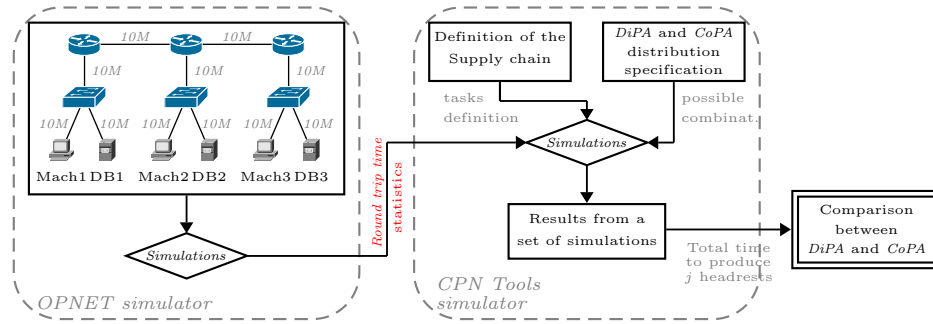 10M 10M
10M 10M 10M
10M 10M 10M 10M 10M 10M
Mach1 DB1 Mach2 DB2 Mach3 DB3
Simulations
OPNET simulator
Round trip time
statistics
Definition of the
Supply chain
DiPA and CoPA
distribution
specification
tasks
definition
possible
combinat.
Simulations
Results from a
set of simulations
CPN Tools
simulator
Total time
to produce
j headrests
Comparison
between
DiPA and CoPA